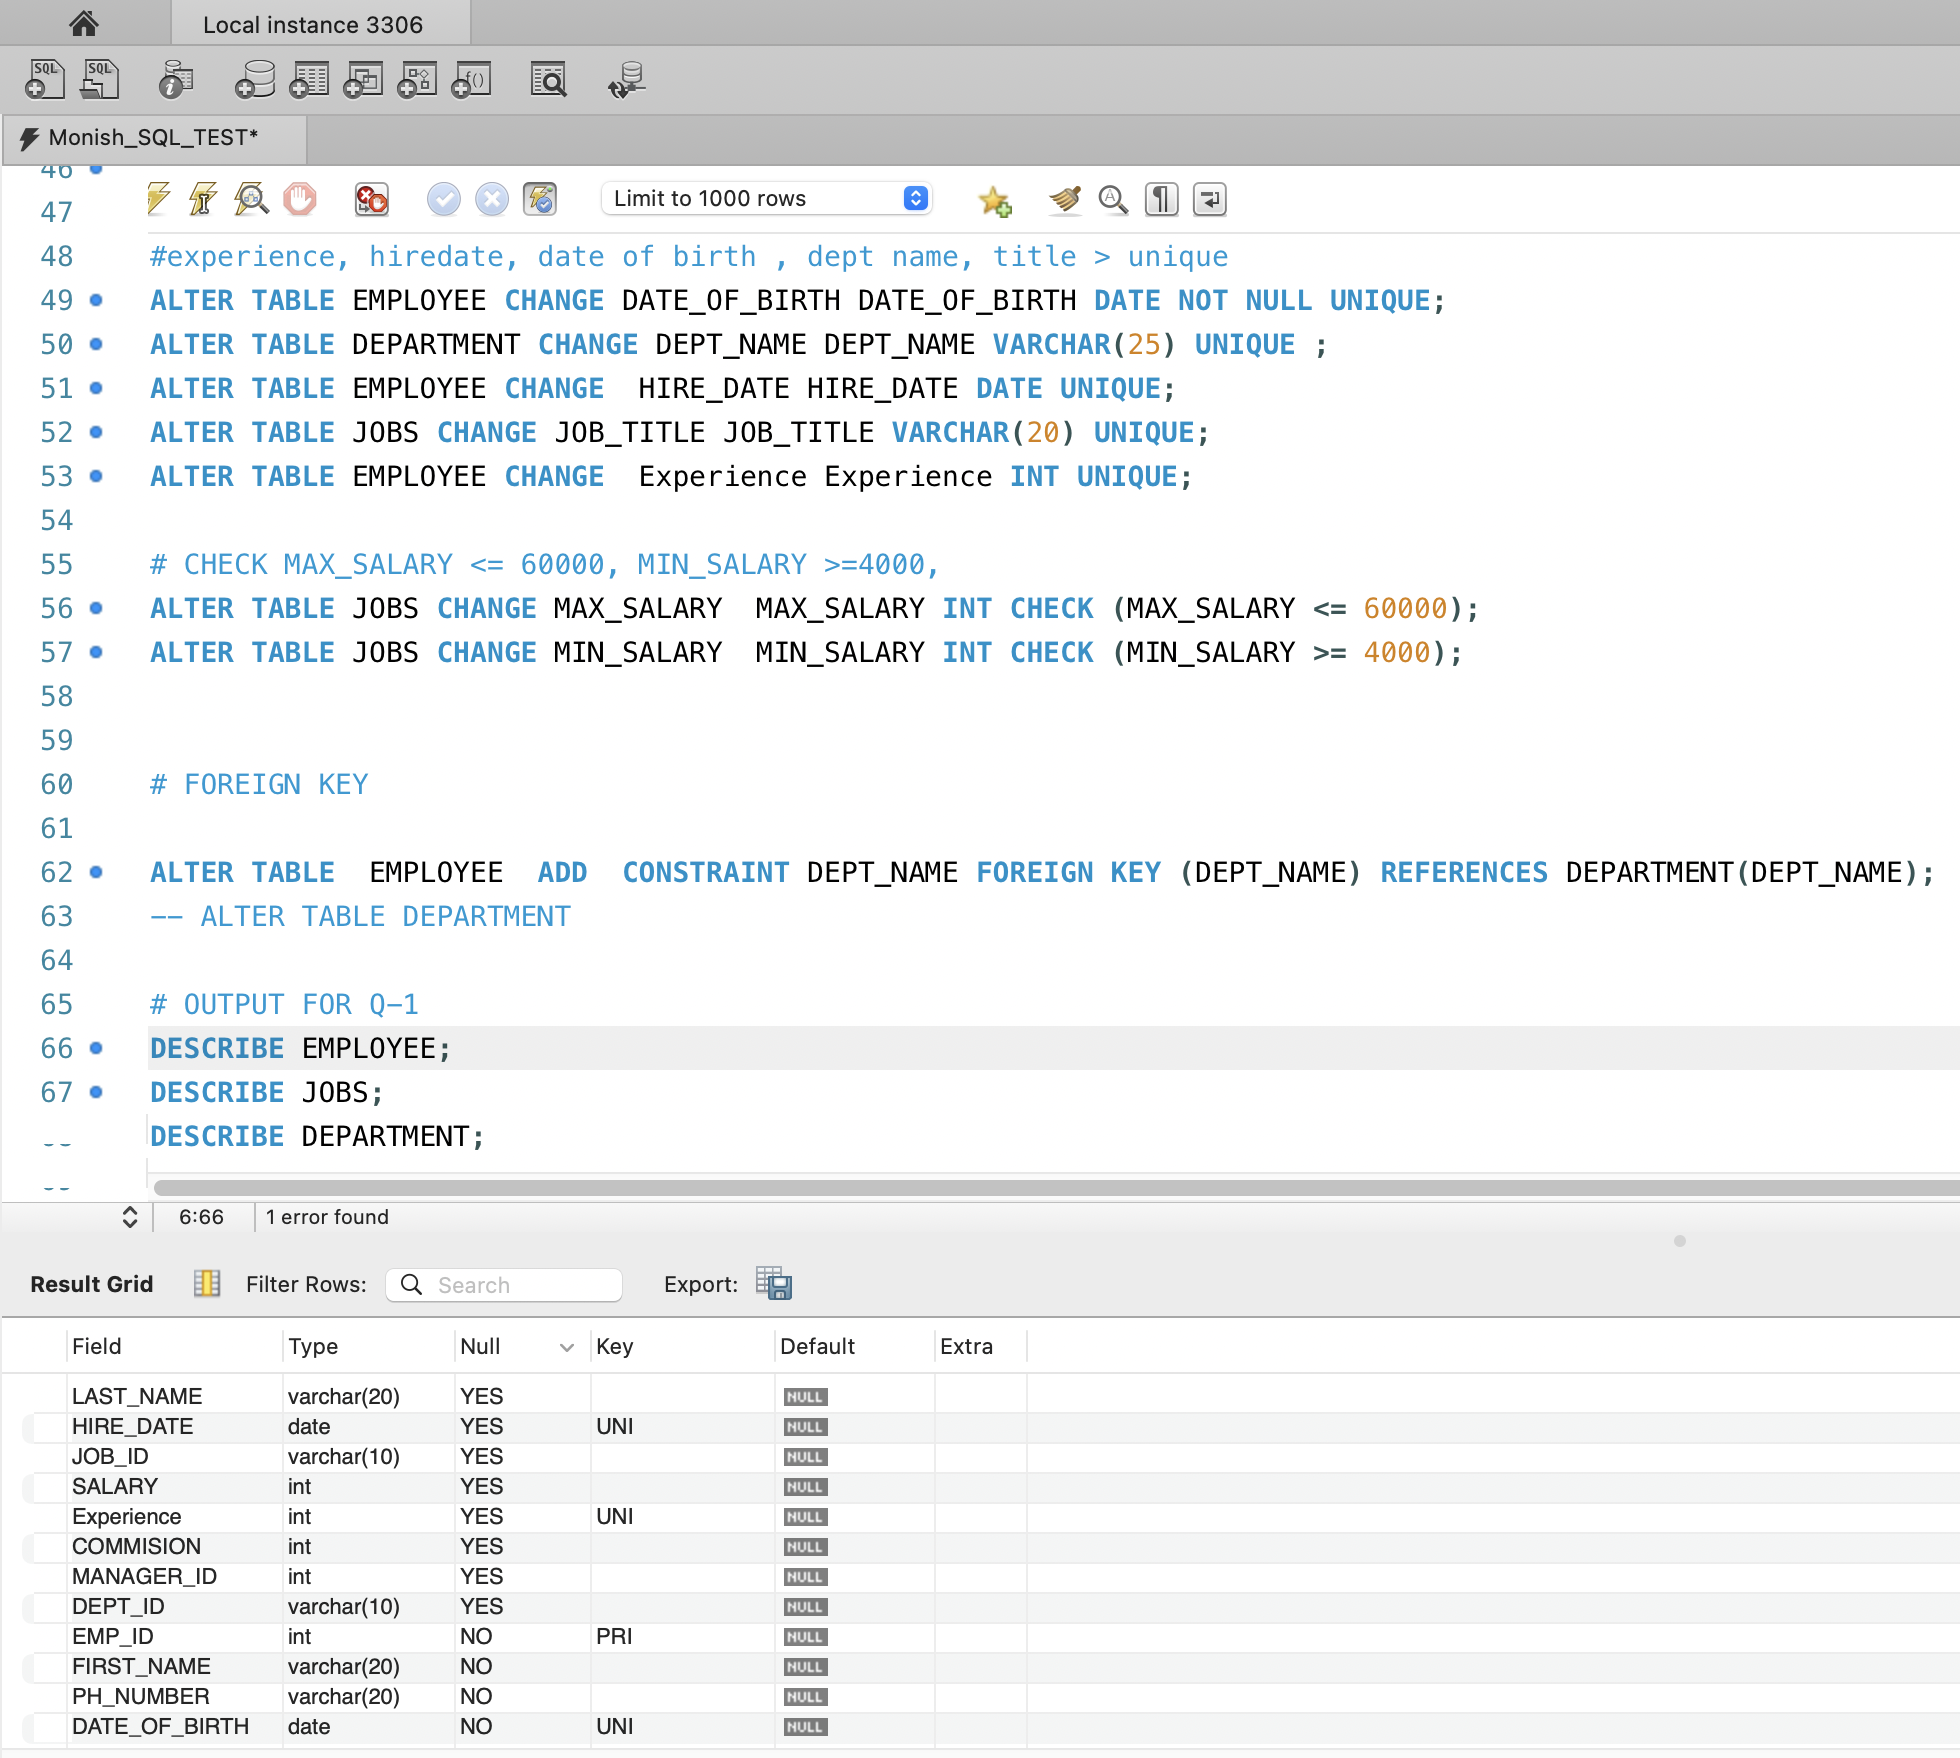 Local instance 3306
SQL SQL
Monish_SQL_TEST*
46
Limit to 1000 rows
47
48 #experience, hiredate, date of birth , dept name, title > unique
49 ALTER TABLE EMPLOYEE CHANGE DATE_OF_BIRTH DATE_OF_BIRTH DATE NOT NULL UNIQUE;
50 ALTER TABLE DEPARTMENT CHANGE DEPT_NAME DEPT_NAME VARCHAR(25) UNIQUE ;
51 ALTER TABLE EMPLOYEE CHANGE  HIRE_DATE HIRE_DATE DATE UNIQUE;
52 ALTER TABLE JOBS CHANGE JOB_TITLE JOB_TITLE VARCHAR(20) UNIQUE;
53 ALTER TABLE EMPLOYEE CHANGE  Experience Experience INT UNIQUE;
54
55 # CHECK MAX_SALARY <= 60000, MIN_SALARY >=4000,
56 ALTER TABLE JOBS CHANGE MAX_SALARY  MAX_SALARY INT CHECK (MAX_SALARY <= 60000);
57 ALTER TABLE JOBS CHANGE MIN_SALARY  MIN_SALARY INT CHECK (MIN_SALARY >= 4000);
58
59
60 # FOREIGN KEY
61
62 ALTER TABLE  EMPLOYEE  ADD  CONSTRAINT DEPT_NAME FOREIGN KEY (DEPT_NAME) REFERENCES DEPARTMENT(DEPT_NAME);
63 -- ALTER TABLE DEPARTMENT
64
65 # OUTPUT FOR Q-1
66 DESCRIBE EMPLOYEE;
67 DESCRIBE JOBS;
DESCRIBE DEPARTMENT;
6:66 1 error found
Result Grid Filter Rows: Search Export:
Field Type Null Key Default Extra
LAST_NAME varchar(20) YES NULL
HIRE_DATE date YES UNI NULL
JOB_ID varchar(10) YES NULL
SALARY int YES NULL
Experience int YES UNI NULL
COMMISION int YES NULL
MANAGER_ID int YES NULL
DEPT_ID varchar(10) YES NULL
EMP_ID int NO PRI NULL
FIRST_NAME varchar(20) NO NULL
PH_NUMBER varchar(20) NO NULL
DATE_OF_BIRTH date NO UNI NULL